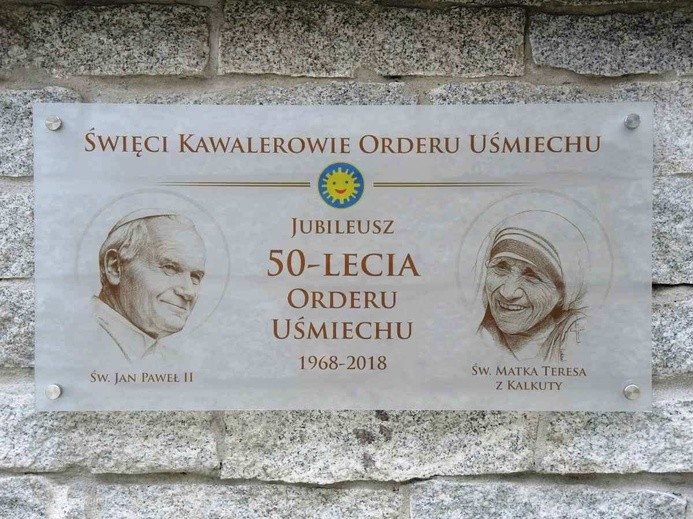 Święci Kawalerowie Orderu Uśmiechu
Jubileusz
50-lecia
Orderu
Uśmiechu
1968-2018
Św. Jan Paweł II
Św. Matka Teresa
z Kalkuty